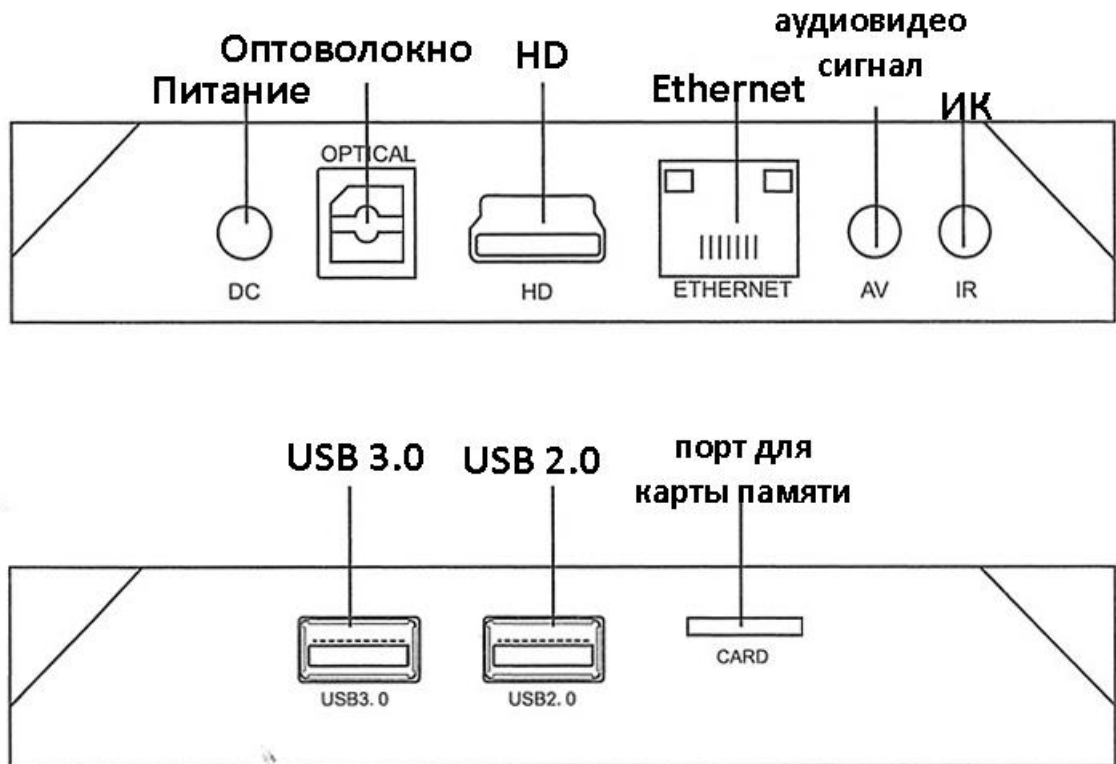 аудиовидео
сигнал
Оптоволокно
HD
Питание
Ethernet
ИК
OPTICAL
DC
HD
ETHERNET
AV
IR
USB 3.0
USB 2.0
порт для
карты памяти
USB3.0
USB2.0
CARD